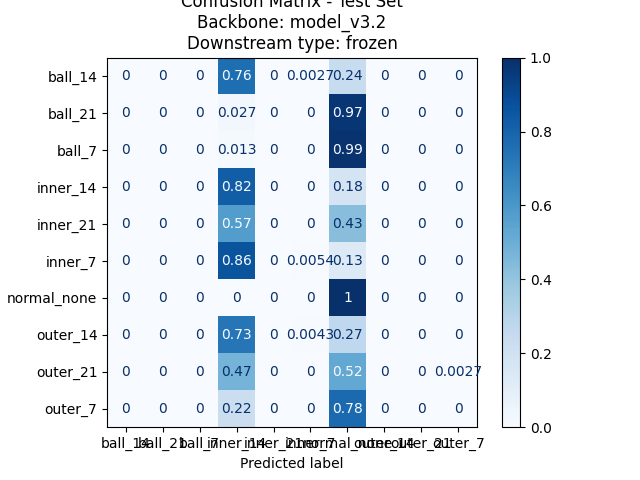 Confusion Matrix - Test Set
Backbone: model_v3.2
Downstream type: frozen
ball_14 0 0 0 0.76 0 0.0027 0.24 0 0 0
ball_21 0 0 0 0.027 0 0 0.97 0 0 0
ball_7 0 0 0 0.013 0 0 0.99 0 0 0
inner_14 0 0 0 0.82 0 0 0.18 0 0 0
inner_21 0 0 0 0.57 0 0 0.43 0 0 0
inner_7 0 0 0 0.86 0 0.0054 0.13 0 0 0
normal_none 0 0 0 0 0 0 1 0 0 0
outer_14 0 0 0 0.73 0 0.0043 0.27 0 0 0
outer_21 0 0 0 0.47 0 0 0.52 0 0 0.0027
outer_7 0 0 0 0.22 0 0 0.78 0 0 0
ball_14 ball_21 ball_7 inner_14 inner_21 inner_7 normal_none outer_14 outer_21 outer_7
Predicted label
1.0
0.8
0.6
0.4
0.2
0.0